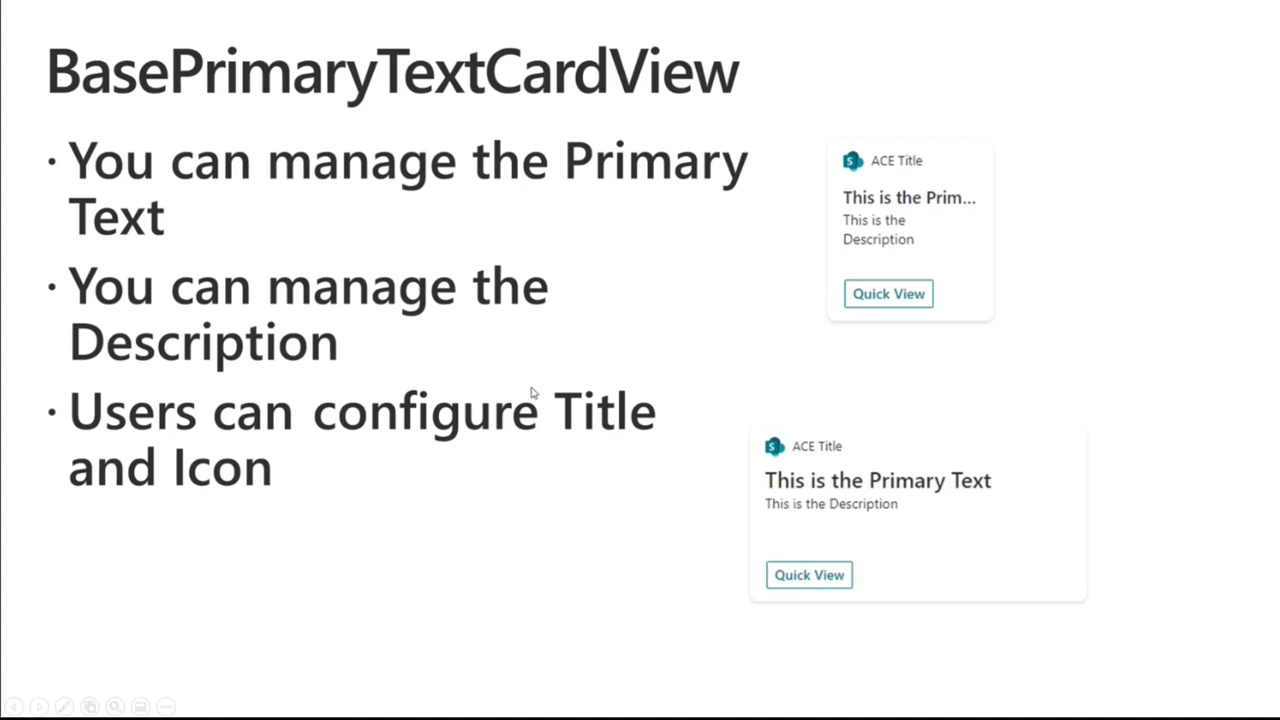 BasePrimaryTextCardView
· You can manage the Primary
Text
· You can manage the
Description
· Users can configure Title
and Icon
S ACE Title
This is the Prim...
This is the
Description
Quick View
S ACE Title
This is the Primary Text
This is the Description
Quick View